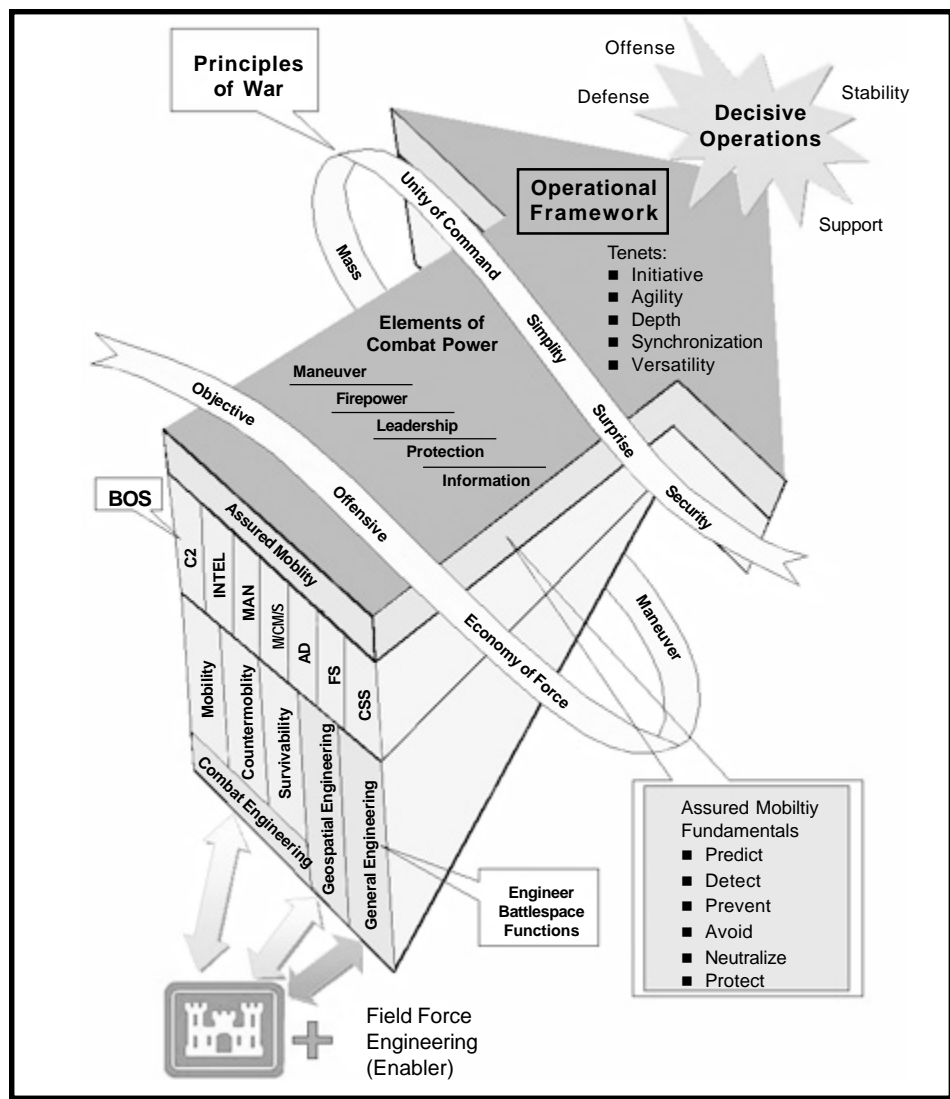 Principles
of War
Offense
Defense
Stability
Decisive
Operations
Support
Operational
Framework
Tenets:
■ Initiative
■ Agility
■ Depth
■ Synchronization
■ Versatility
Mass
Unity of Command
Simplity
Surprise
Security
Elements of
Combat Power
Maneuver
Firepower
Leadership
Protection
Information
Objective
Offensive
Economy of Force
Maneuver
BOS
Assured Moblity
C2
INTEL
MAN
M/CM/S
AD
FS
CSS
Mobility
Countermoblity
Survivability
Geospatial Engineering
General Engineering
Combat Engineering
Engineer
Battlespace
Functions
Assured Mobiltiy
Fundamentals
■ Predict
■ Detect
■ Prevent
■ Avoid
■ Neutralize
■ Protect
Field Force
Engineering
(Enabler)